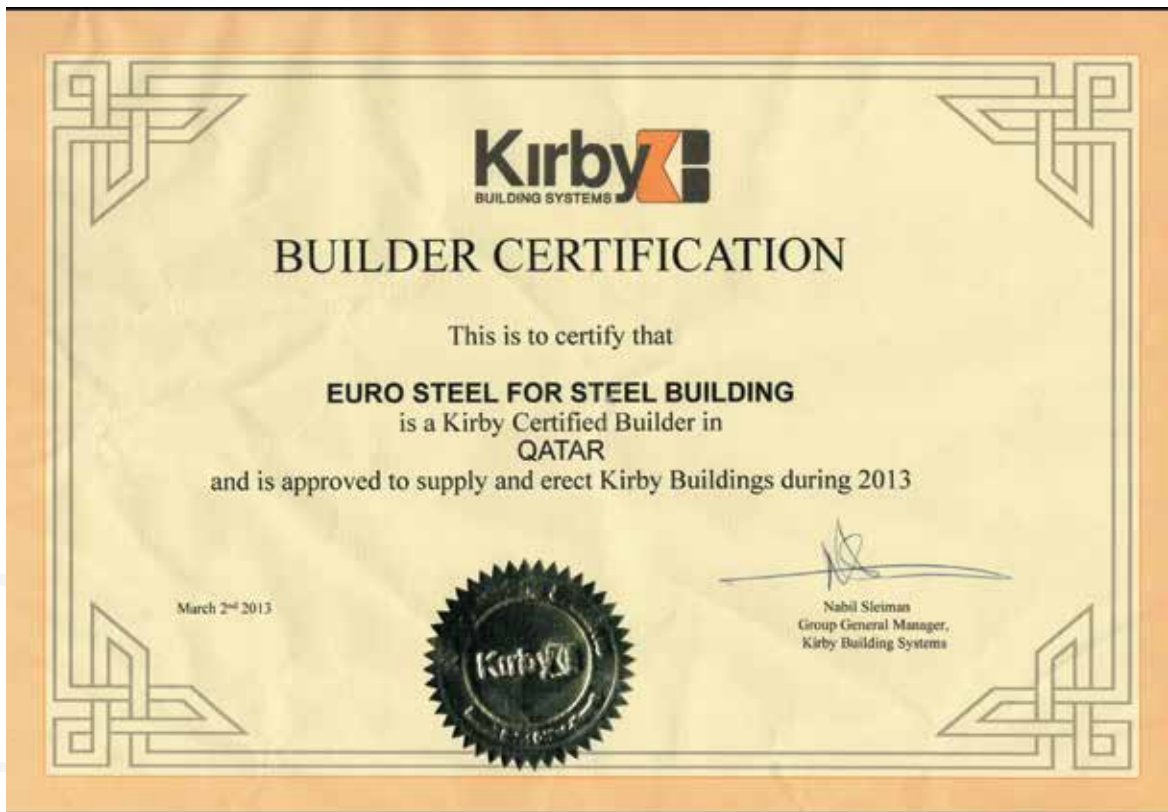 Kirby
BUILDING SYSTEMS
BUILDER CERTIFICATION
This is to certify that
EURO STEEL FOR STEEL BUILDING
is a Kirby Certified Builder in
QATAR
and is approved to supply and erect Kirby Buildings during 2013
March 2nd 2013
Nabil Sleiman
Group General Manager,
Kirby Building Systems
Kirby